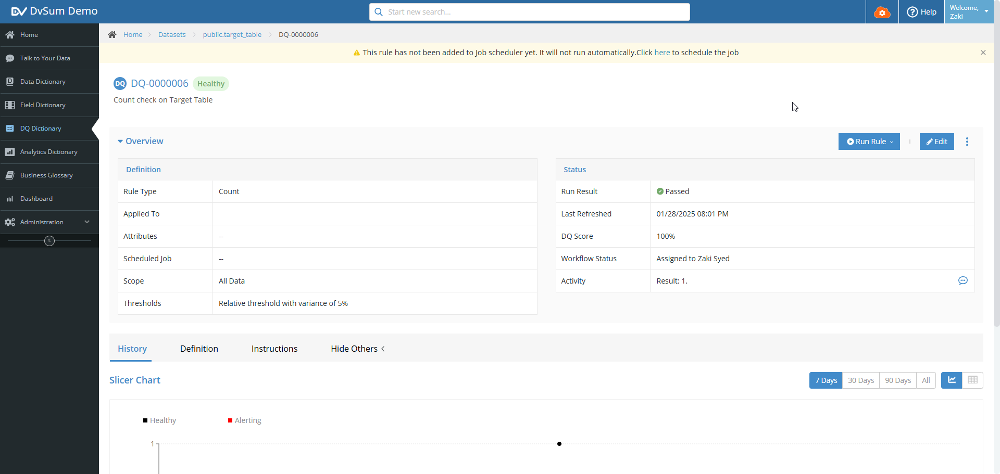 DV DvSum Demo
Start new search...
Help
Welcome,
Zaki
Home
Talk to Your Data
Data Dictionary
Field Dictionary
DQ Dictionary
Analytics Dictionary
Business Glossary
Dashboard
Administration
Home > Datasets > public.target_table > DQ-0000006
This rule has not been added to Job scheduler yet. It will not run automatically.Click here to schedule the job
DQ DQ-0000006 Healthy
Count check on Target Table
Overview
Run Rule
Edit
Definition
Rule Type Count
Applied To
Attributes --
Scheduled Job --
Scope All Data
Thresholds Relative threshold with variance of 5%
Status
Run Result Passed
Last Refreshed 01/28/2025 08:01 PM
DQ Score 100%
Workflow Status Assigned to Zaki Syed
Activity Result: 1.
History Definition Instructions Hide Others <
Slicer Chart
7 Days 30 Days 90 Days All
Healthy Alerting
1